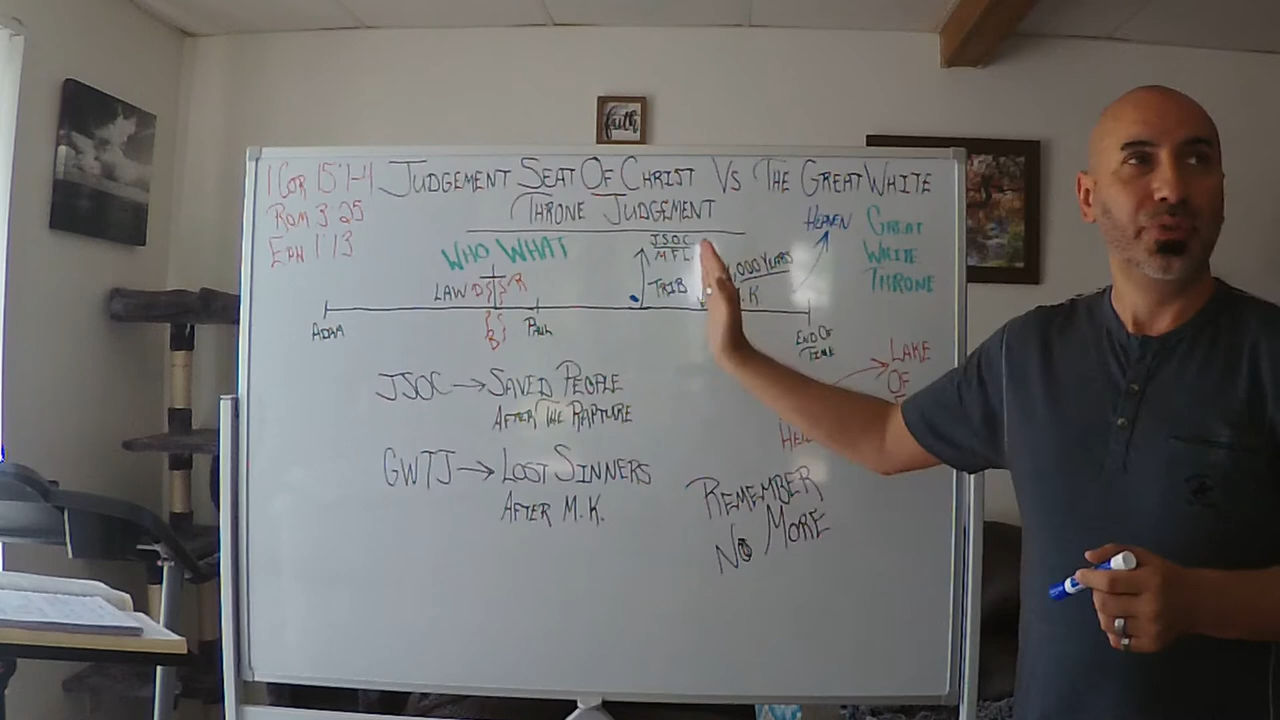 faith
1 Cor 15:1-4
Rom 3:25
Eph 1:13
Judgement Seat Of Christ Vs The Great White
Throne Judgement
Who What
JSOC
M.F.L.
Heaven
Great
White
Throne
Law D R
Trib
,000 Years
.K
B
Adam
Paul
End Of
Time
Lake
Of
JSOC → Saved People
After The Rapture
GWTJ → Lost Sinners
After M.K.
Remember
No More